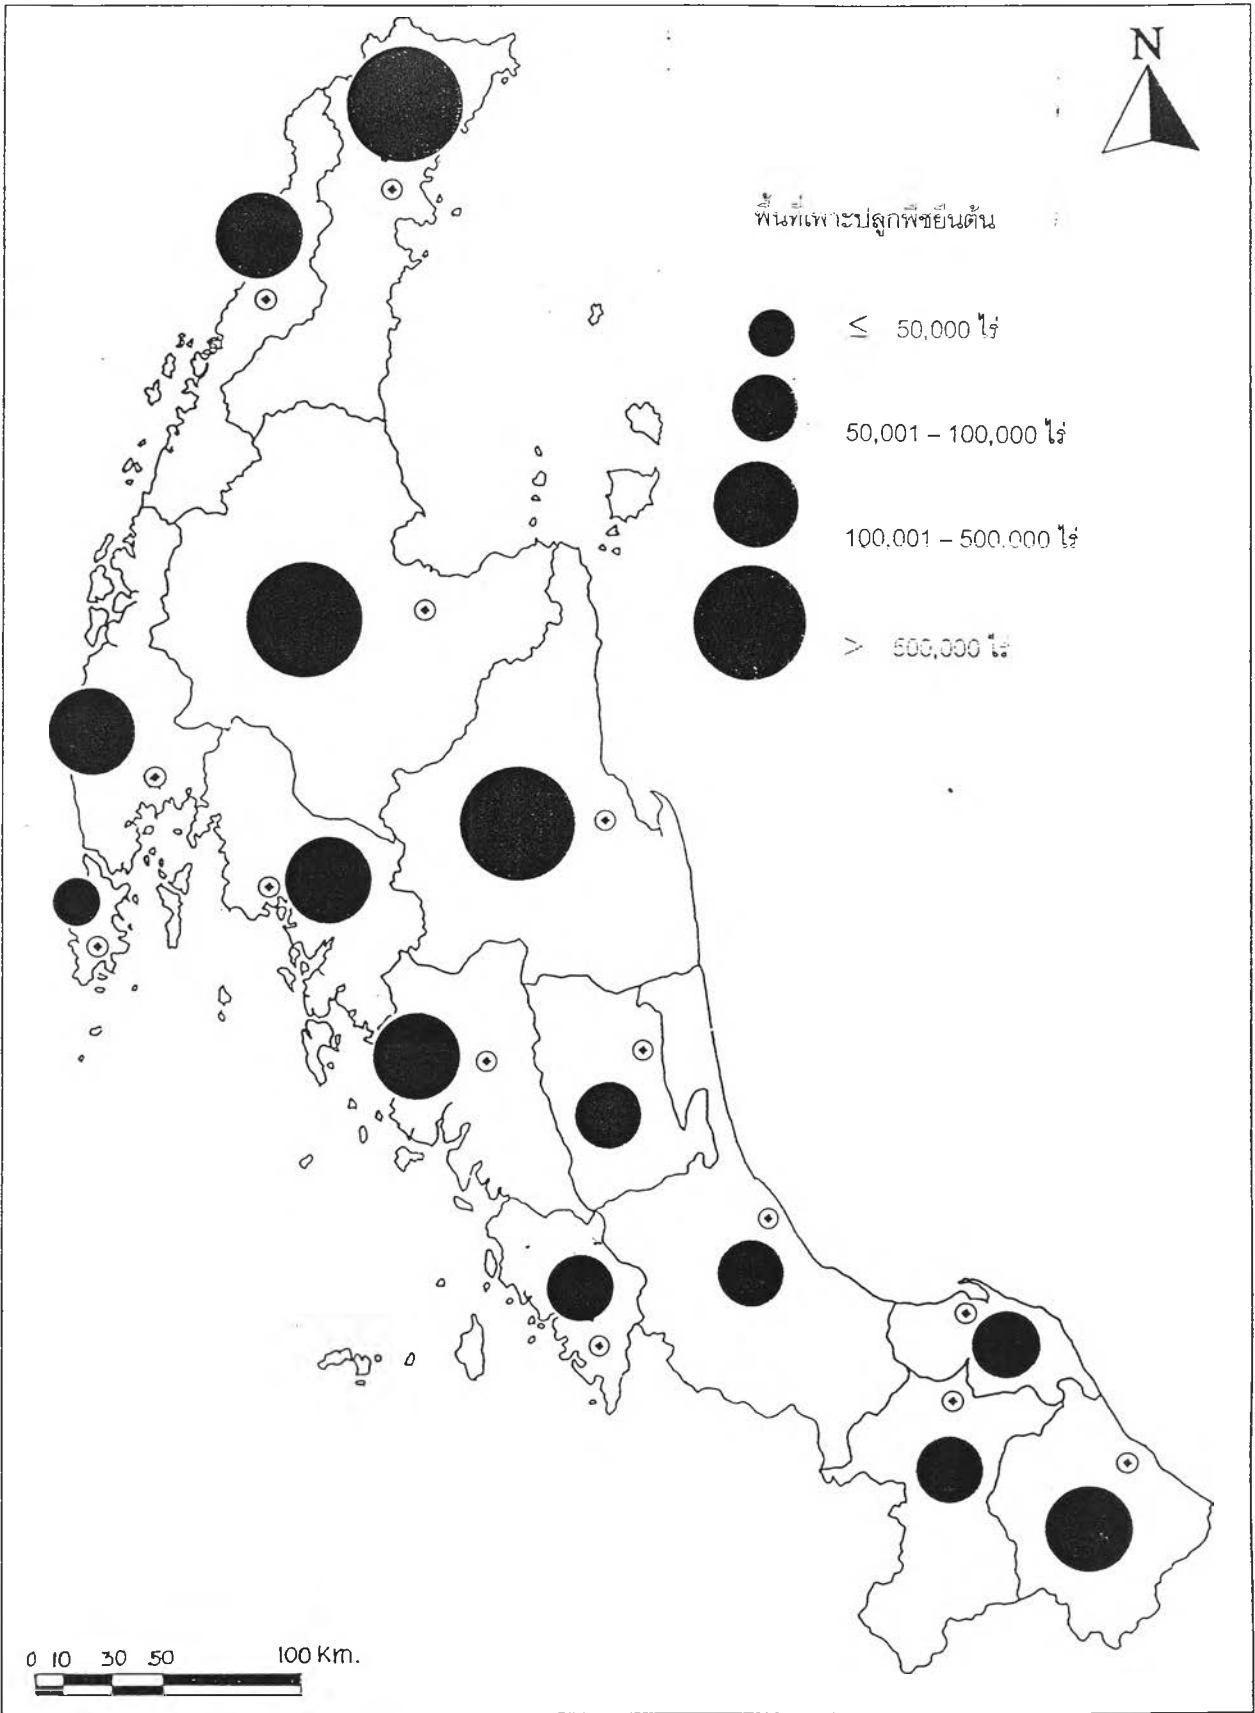 N
พื้นที่เพาะปลูกพืชยืนต้น
≤ 50,000 ไร่
50,001 – 100,000 ไร่
100,001 – 500,000 ไร่
> 500,000 ไร่
0 10 30 50 100 Km.